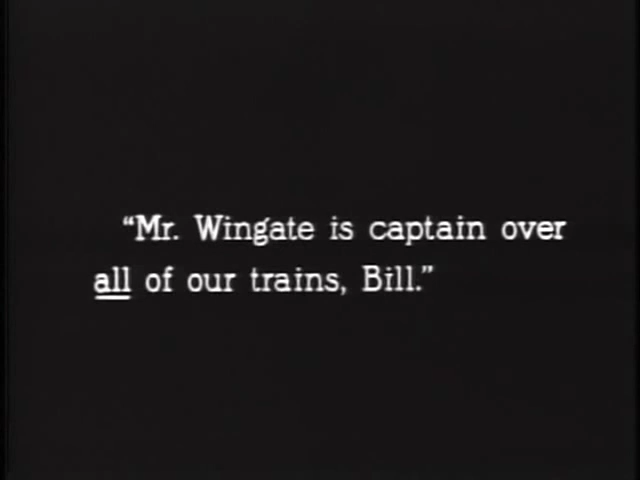 “Mr. Wingate is captain over
all of our trains, Bill.”